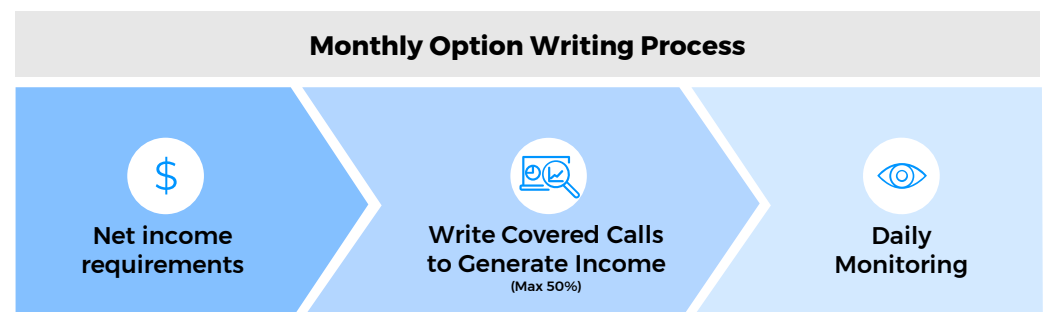 Monthly Option Writing Process
$
Net income
requirements
Write Covered Calls
to Generate Income
(Max 50%)
Daily
Monitoring